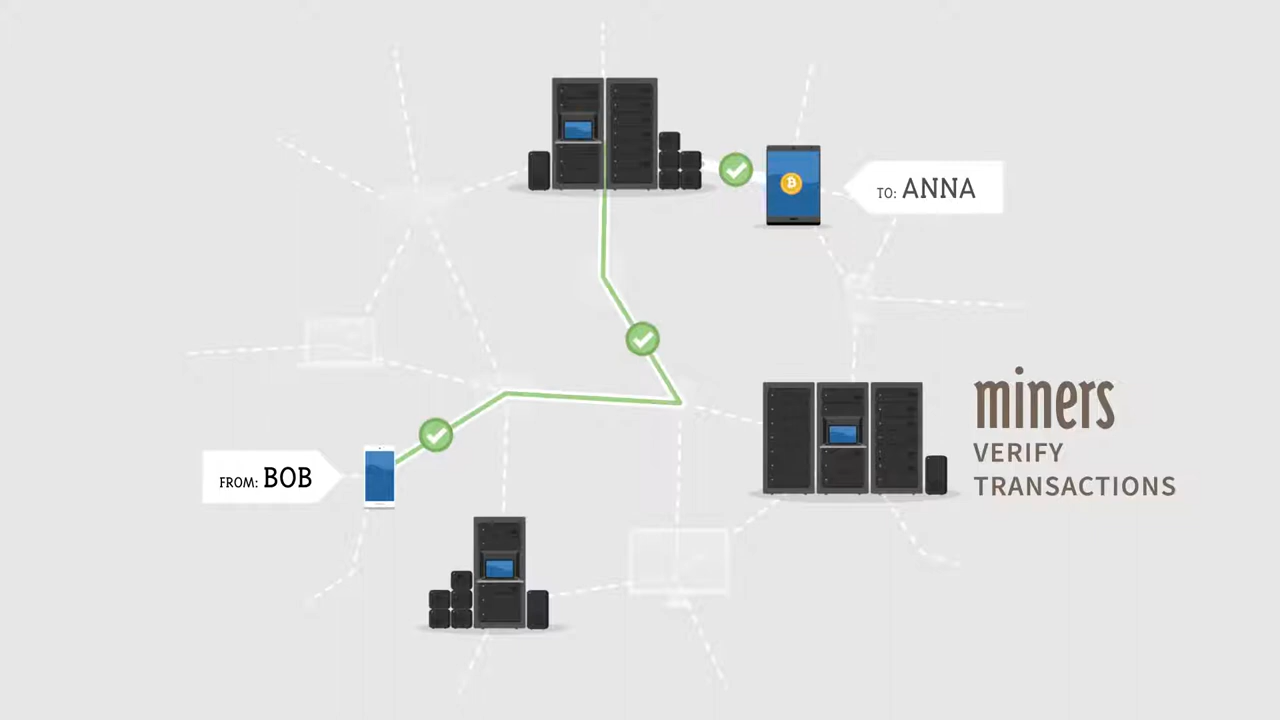 TO: ANNA
miners
VERIFY
TRANSACTIONS
FROM: BOB